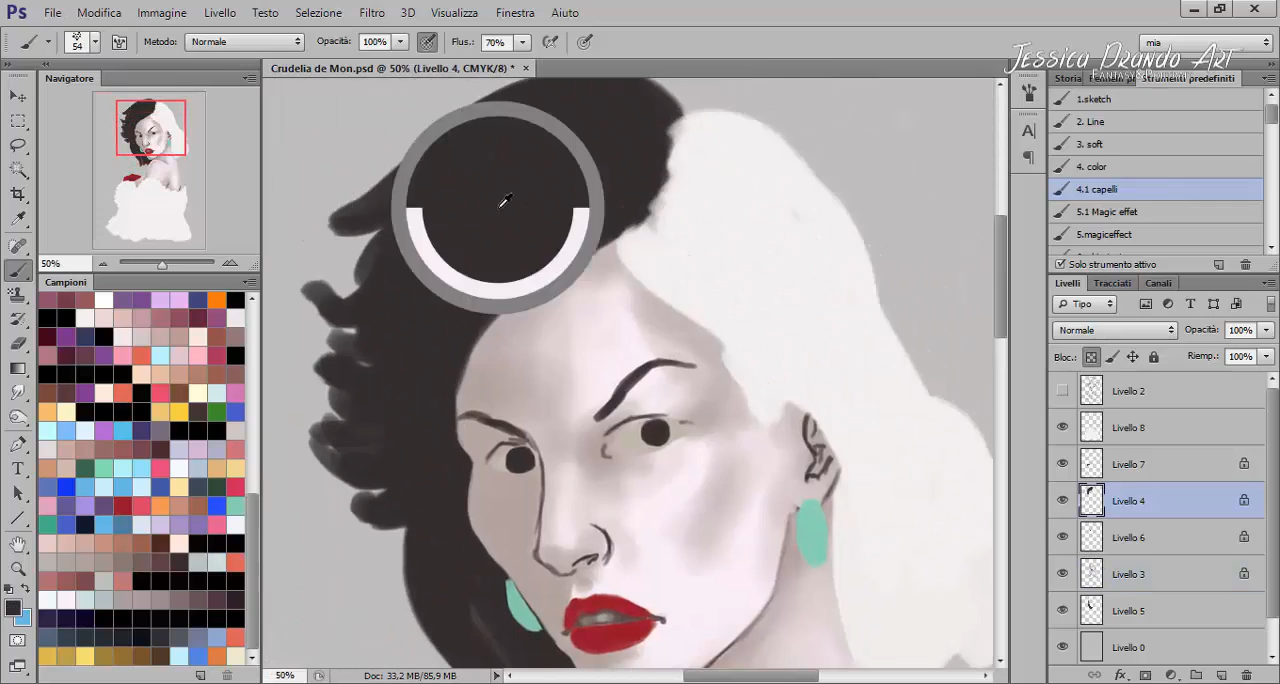 Ps File Modifica Immagine Livello Testo Selezione Filtro 3D Visualizza Finestra Aiuto
54 Metodo: Normale Opacità: 100% Flus.: 70% mia
Jessica Prando Art
Fantasy&
Navigatore
Crudelia de Mon.psd @ 50% (Livello 4, CMYK/8) *
Storia Strumenti predefiniti
1.sketch
2. Line
3. soft
4. color
4.1 capelli
5.1 Magic effet
5.magiceffect
50%
Solo strumento attivo
Campioni
Livelli Tracciati Canali
Tipo
Normale Opacità: 100%
Bloc.: Riemp.: 100%
Livello 2
Livello 8
Livello 7
Livello 4
Livello 6
Livello 3
Livello 5
Livello 0
50% Doc: 33,2 MB/85,9 MB